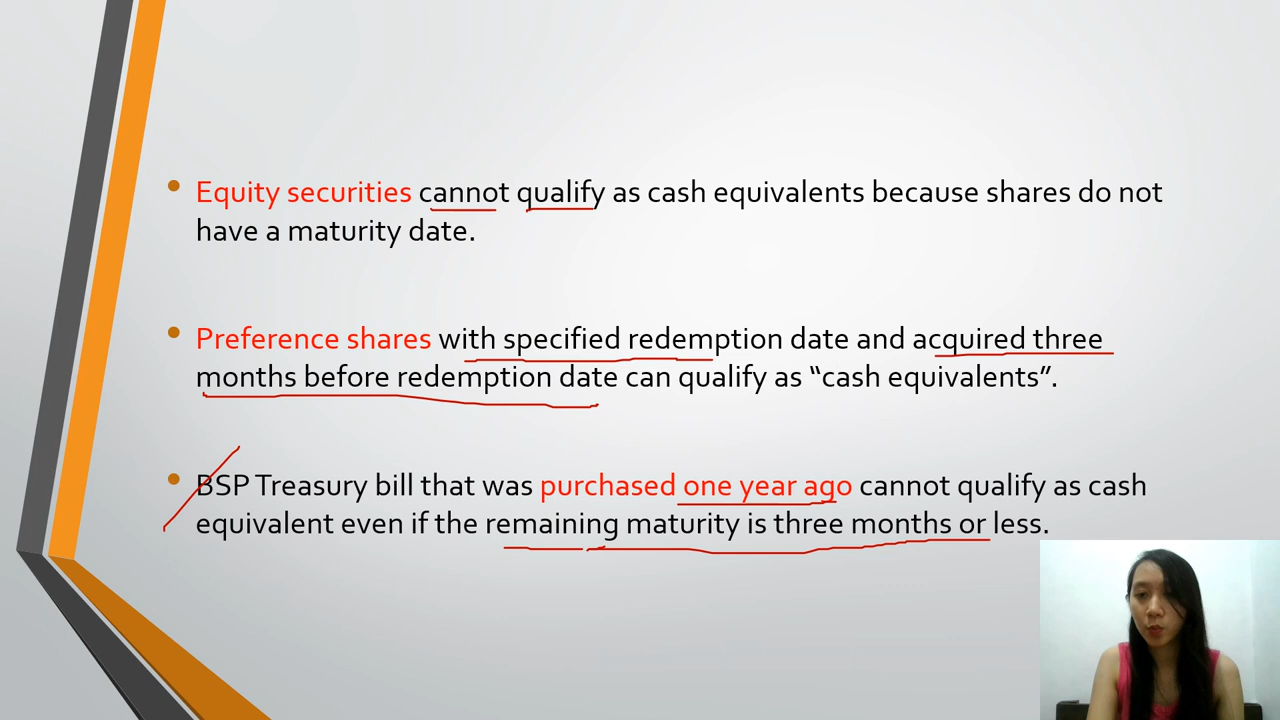 Equity securities cannot qualify as cash equivalents because shares do not
have a maturity date.
Preference shares with specified redemption date and acquired three
months before redemption date can qualify as “cash equivalents”.
BSP Treasury bill that was purchased one year ago cannot qualify as cash
equivalent even if the remaining maturity is three months or less.